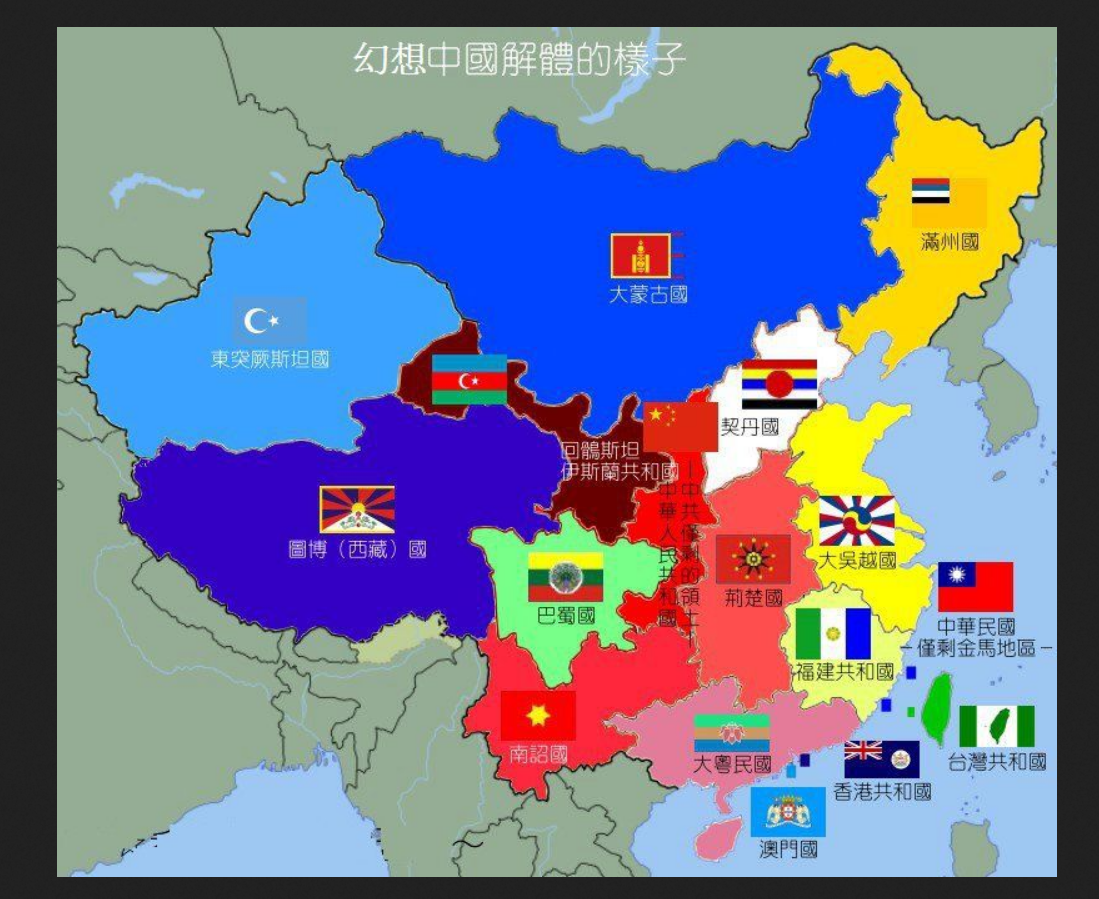 幻想中國解體的樣子
滿州國
大蒙古國
東突厥斯坦國
契丹國
回鶻斯坦
伊斯蘭共和國
中華人民共和國
－中共僅剩的領土－
圖博（西藏）國
大吳越國
荊楚國
巴蜀國
中華民國
－僅剩金馬地區－
福建共和國
南詔國
大粵民國
台灣共和國
香港共和國
澳門國